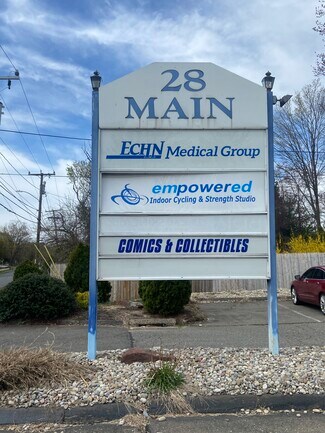 28
MAIN
ECHN Medical Group
empowered
Indoor Cycling & Strength Studio
COMICS & COLLECTIBLES